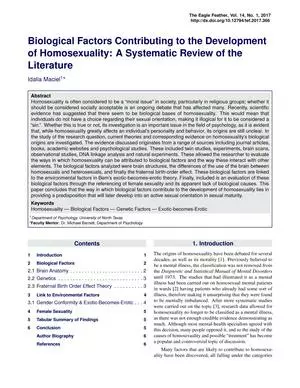 The Eagle Feather, Vol. 14, No. 1, 2017
http://dx.doi.org/10.12794/tef.2017.366
Biological Factors Contributing to the Development
of Homosexuality: A Systematic Review of the
Literature
Idalia Maciel¹*
Abstract
Homosexuality is often considered to be a "moral issue" in society, particularly in religious groups; whether it
should be considered socially acceptable is an ongoing debate that has affected many. Recently, scientific
evidence has suggested that there seem to be biological bases of homosexuality. This would mean that
individuals do not have a choice regarding their sexual orientation, making it illogical for it to be considered a
"sin". Whether this is true or not, its investigation is an important issue in the field of psychology, as it is evident
that, while homosexuality greatly affects an individual's personality and behavior, its origins are still unclear. In
the study of the research question, current theories and corresponding evidence on homosexuality's biological
origins are investigated. The evidence discussed originates from a range of sources including journal articles,
books, academic websites and psychological studies. These included twin studies, experiments, brain scans,
observational studies, DNA linkage analysis and natural experiments. These allowed the researcher to evaluate
the ways in which homosexuality can be attributed to biological factors and the way these interact with other
elements. The biological factors analyzed were brain structures, the differences of the use of the brain between
homosexuals and heterosexuals, and finally the fraternal birth-order effect. These biological factors are linked
to the environmental factors in Bem's exotic-becomes-erotic theory. Finally, included is an evaluation of these
biological factors through the referencing of female sexuality and its apparent lack of biological causes. This
paper concludes that the way in which biological factors contribute to the development of homosexuality lies in
providing a predisposition that will later develop into an active sexual orientation in sexual maturity.
Keywords
Homosexuality — Biological Factors — Genetic Factors — Exotic-becomes-Erotic
¹Department of Psychology, University of North Texas
*Faculty Mentor: Dr. Michael Barnett, Department of Psychology
Contents
1 Introduction 1
2 Biological Factors 2
2.1 Brain Anatomy 2
2.2 Genetics 3
2.3 Fraternal Birth Order Effect Theory 3
3 Link to Environmental Factors 4
3.1 Gender Conformity & Exotic-Becomes-Erotic 4
4 Female Sexuality 5
5 Tabular Summary of Findings 5
6 Conclusion 5
Author Biography 6
References 6
1. Introduction
The origins of homosexuality have been debated for several
decades, as well as its morality [1]. Previously believed to
be a mental illness, the classification was not removed from
the Diagnostic and Statistical Manual of Mental Disorders
until 1973. The studies that had illustrated it as a mental
illness had been carried out on homosexual mental patients
in wards [2] having patients who already had some sort of
illness, therefore making it unsurprising that they were found
to be mentally imbalanced. After more systematic studies
were carried out on the topic [3], research data allowed for
homosexuality no longer to be classified as a mental illness,
as there was not enough credible evidence demonstrating as
much. Although most mental health specialists agreed with
this decision, many people opposed it, and so the study of the
causes of homosexuality and possible "treatment" has become
a popular and controversial topic of discussion.
Many factors that are likely to contribute to homosexu-
ality have been discovered, all falling under the categories